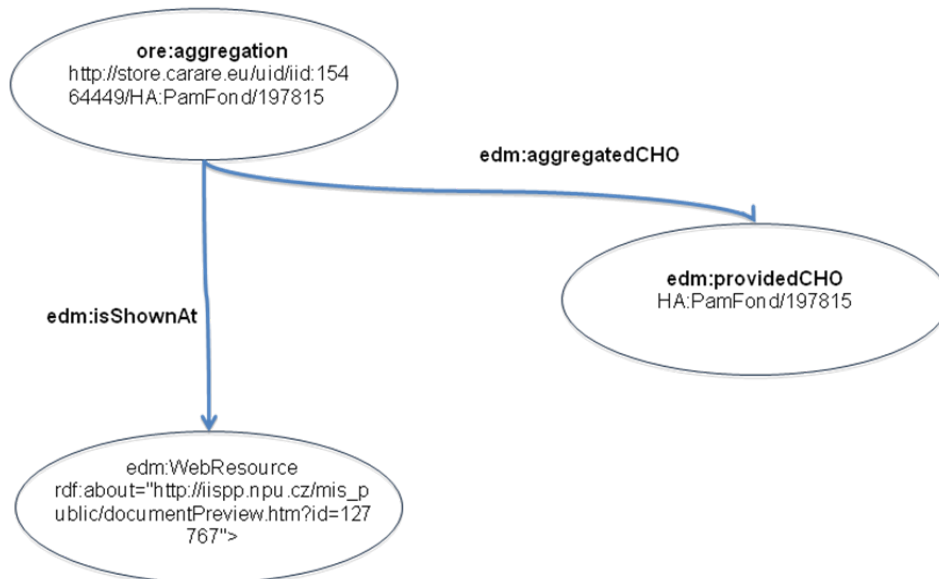 ore:aggregation
http://store.carare.eu/uid/iid:154
64449/HA:PamFond/197815
edm:aggregatedCHO
edm:providedCHO
HA:PamFond/197815
edm:isShownAt
edm:WebResource
rdf:about="http://iispp.npu.cz/mis_p
ublic/documentPreview.htm?id=127
767">